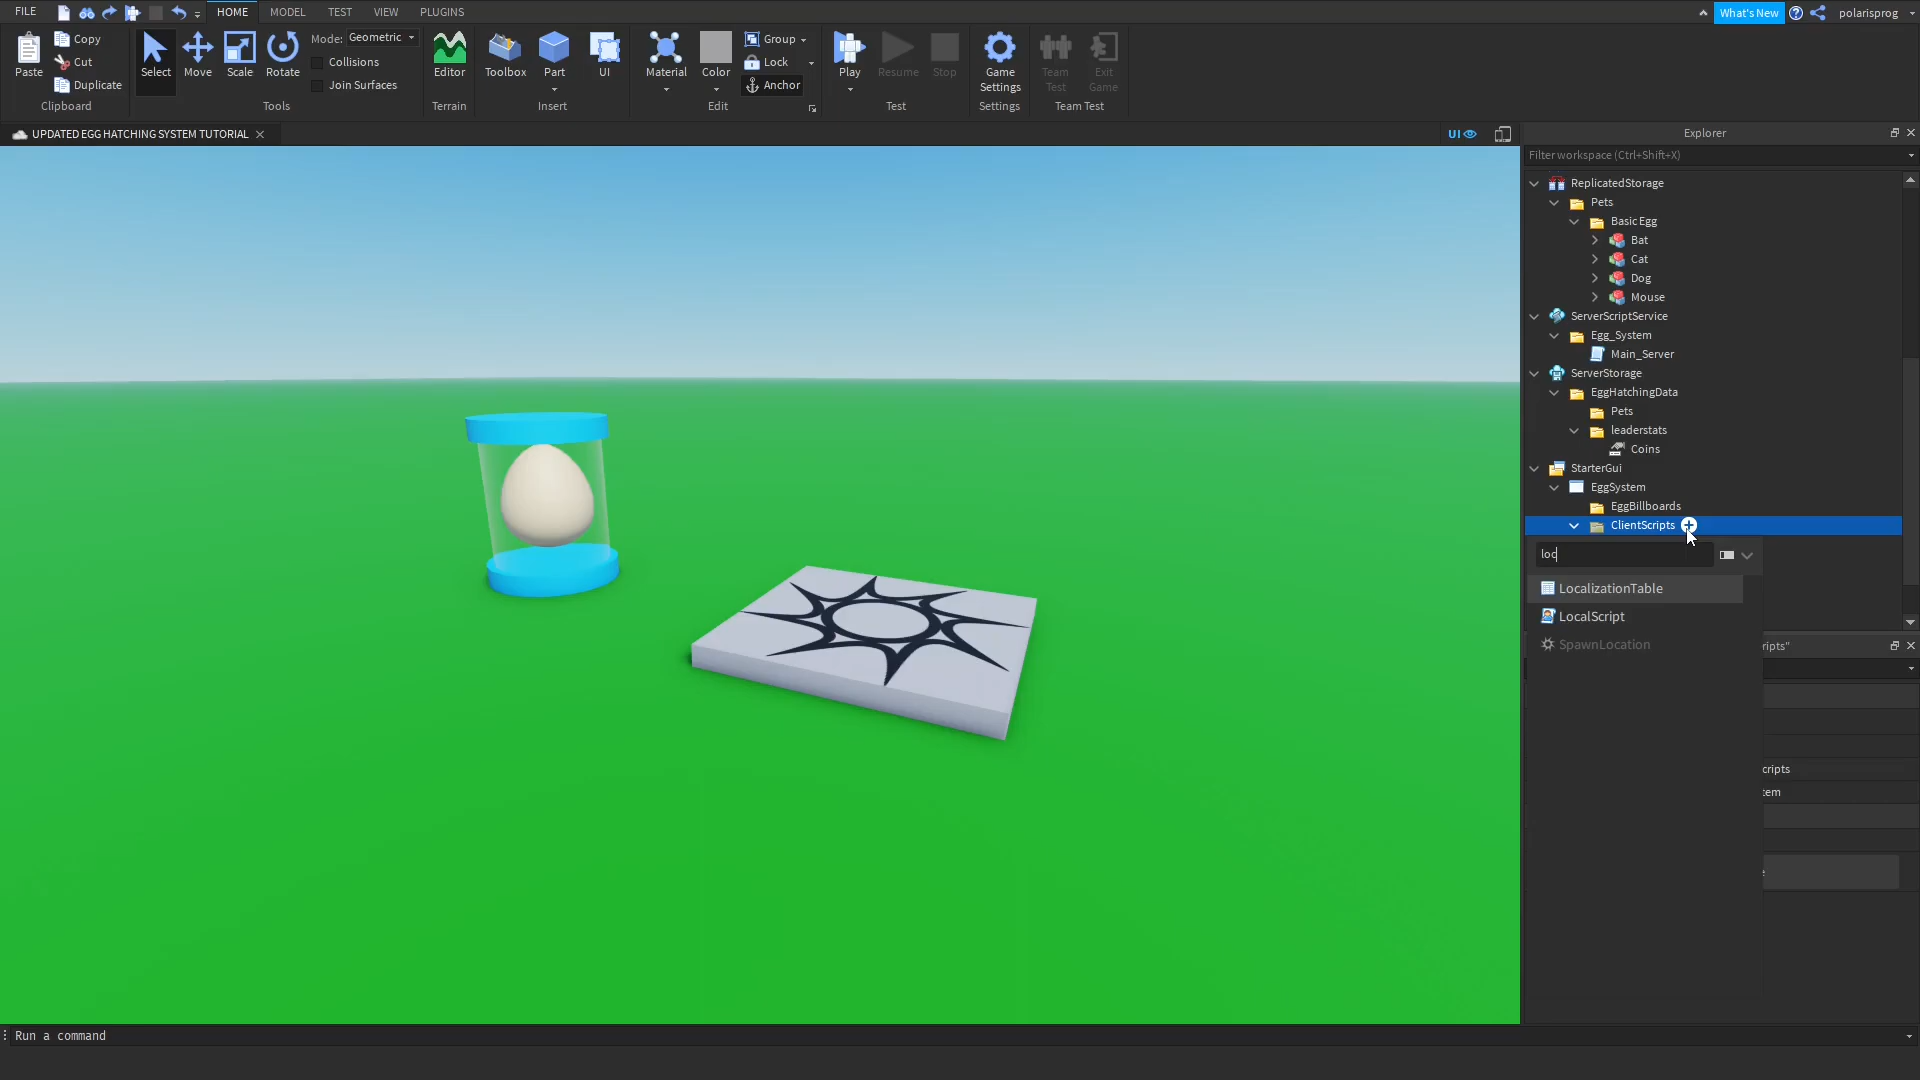 FILE
HOME
MODEL
TEST
VIEW
PLUGINS
What's New
polarisprog
Paste
Copy
Cut
Duplicate
Clipboard
Select
Move
Scale
Rotate
Mode: Geometric
Collisions
Join Surfaces
Tools
Editor
Terrain
Toolbox
Part
UI
Insert
Material
Color
Group
Lock
Anchor
Edit
Play
Resume
Stop
Test
Game
Settings
Settings
Team
Test
Exit
Game
Team Test
UPDATED EGG HATCHING SYSTEM TUTORIAL
UI
Explorer
Filter workspace (Ctrl+Shift+X)
ReplicatedStorage
Pets
Basic Egg
Bat
Cat
Dog
Mouse
ServerScriptService
Egg_System
Main_Server
ServerStorage
EggHatchingData
Pets
leaderstats
Coins
StarterGui
EggSystem
EggBillboards
ClientScripts
loc
LocalizationTable
LocalScript
SpawnLocation
ripts"
cripts
tem
Run a command